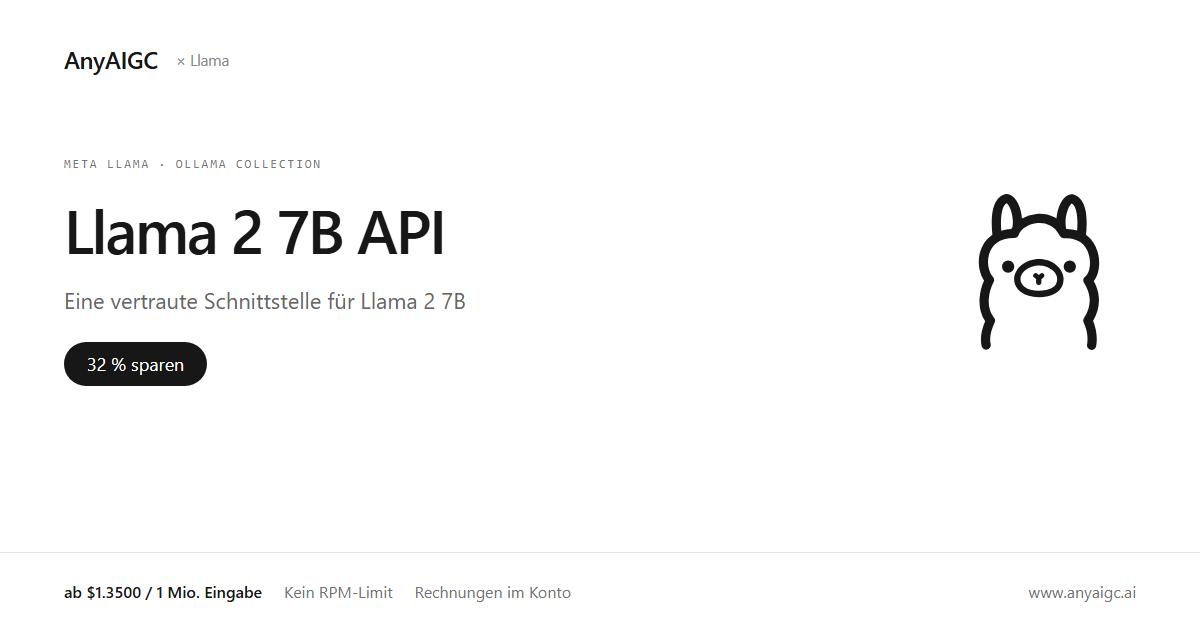 AnyAIGC × Llama
META LLAMA · OLLAMA COLLECTION
Llama 2 7B API
Eine vertraute Schnittstelle für Llama 2 7B
32 % sparen
ab $1.3500 / 1 Mio. Eingabe Kein RPM-Limit Rechnungen im Konto www.anyaigc.ai